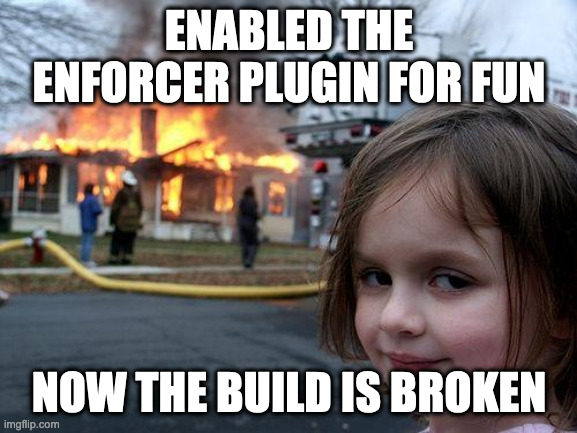 ENABLED THE
ENFORCER PLUGIN FOR FUN
NOW THE BUILD IS BROKEN
imgflip.com